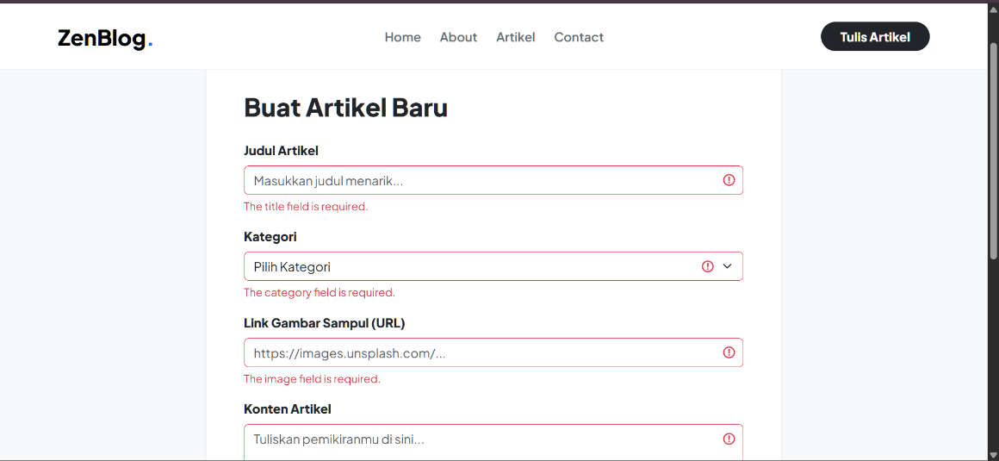 ZenBlog.
Home About Artikel Contact
Tulis Artikel
Buat Artikel Baru
Judul Artikel
Masukkan judul menarik...
The title field is required.
Kategori
Pilih Kategori
The category field is required.
Link Gambar Sampul (URL)
https://images.unsplash.com/...
The image field is required.
Konten Artikel
Tuliskan pemikiranmu di sini...